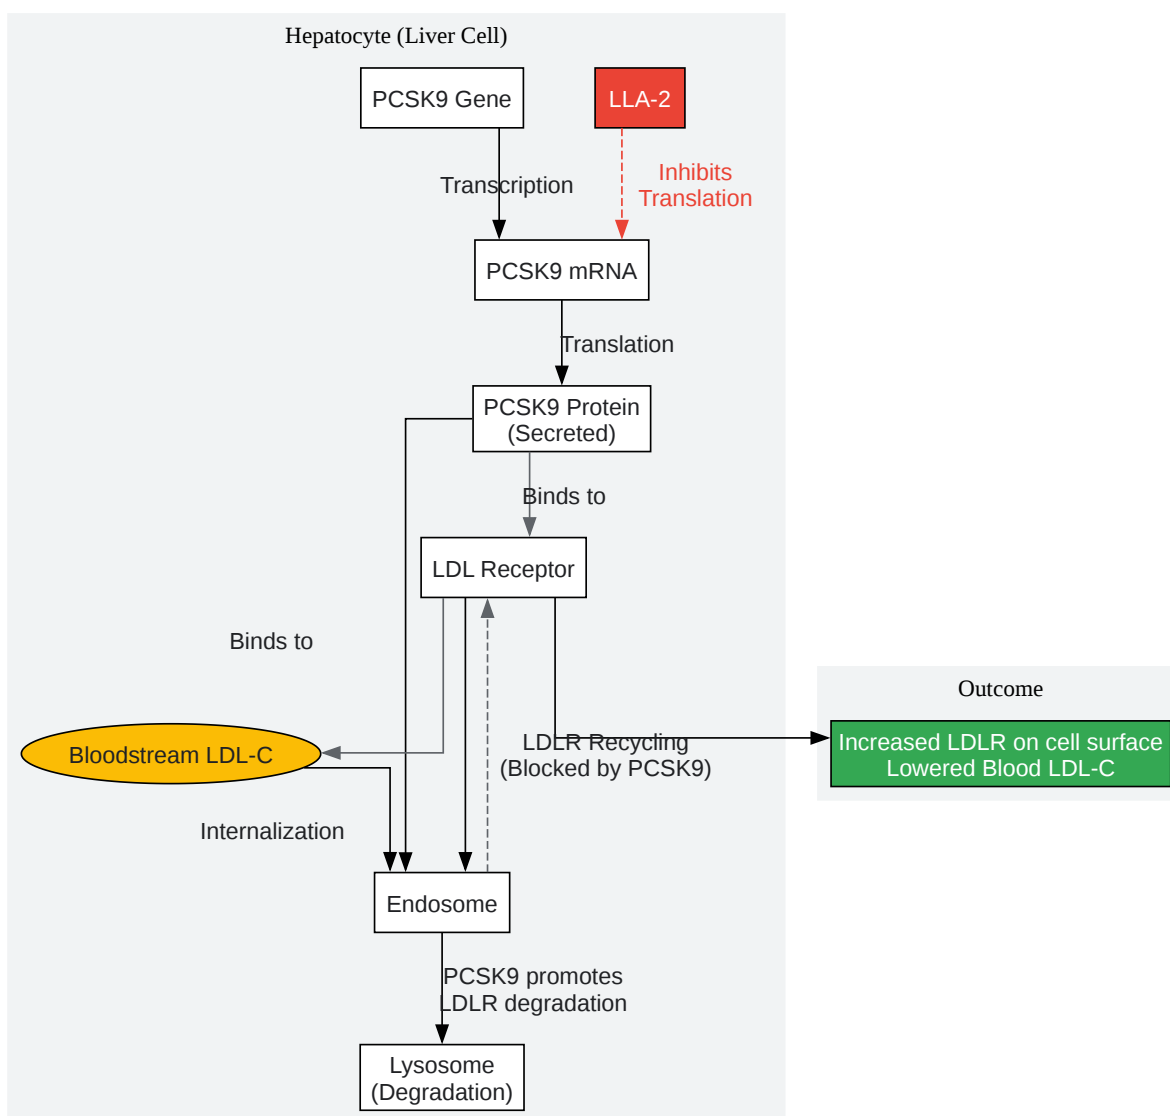 Hepatocyte (Liver Cell)
PCSK9 Gene
LLA-2
Transcription
Inhibits
Translation
PCSK9 mRNA
Translation
PCSK9 Protein
(Secreted)
Binds to
LDL Receptor
Binds to
Outcome
Bloodstream LDL-C
LDLR Recycling
(Blocked by PCSK9)
Increased LDLR on cell surface
Lowered Blood LDL-C
Internalization
Endosome
PCSK9 promotes
LDLR degradation
Lysosome
(Degradation)